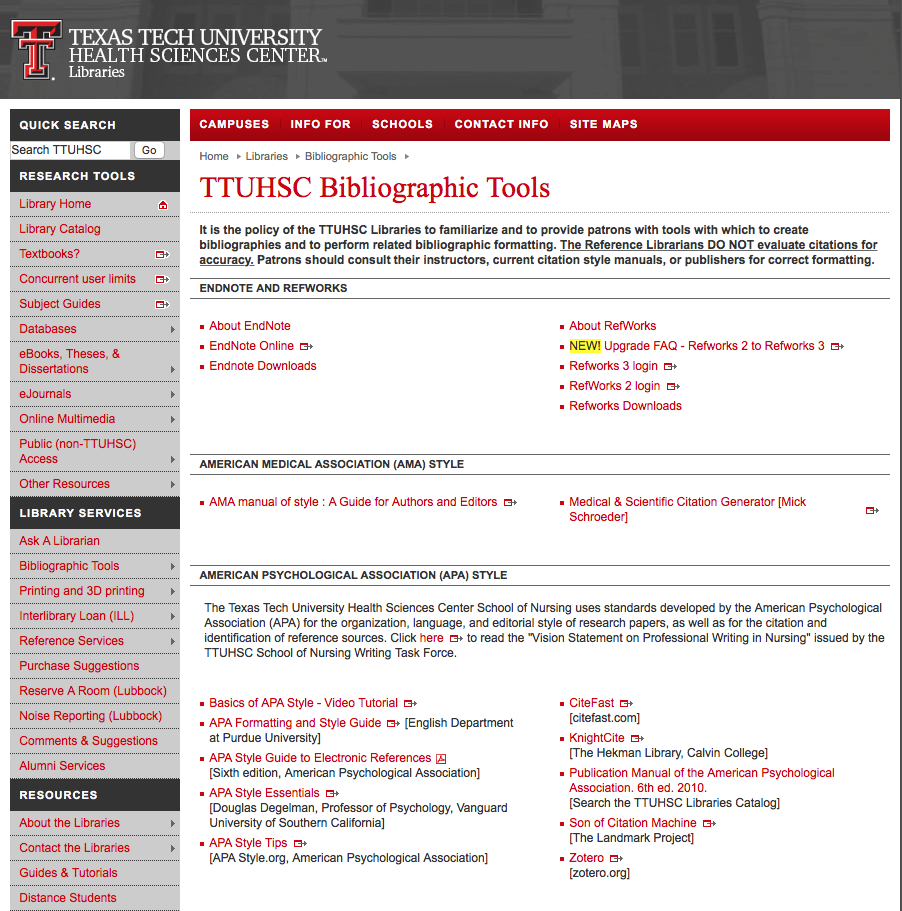 TEXAS TECH UNIVERSITY
HEALTH SCIENCES CENTER™
Libraries
QUICK SEARCH
Search TTUHSC Go
RESEARCH TOOLS
Library Home
Library Catalog
Textbooks?
Concurrent user limits
Subject Guides
Databases
eBooks, Theses, &
Dissertations
eJournals
Online Multimedia
Public (non-TTUHSC)
Access
Other Resources
LIBRARY SERVICES
Ask A Librarian
Bibliographic Tools
Printing and 3D printing
Interlibrary Loan (ILL)
Reference Services
Purchase Suggestions
Reserve A Room (Lubbock)
Noise Reporting (Lubbock)
Comments & Suggestions
Alumni Services
RESOURCES
About the Libraries
Contact the Libraries
Guides & Tutorials
Distance Students
CAMPUSES INFO FOR SCHOOLS CONTACT INFO SITE MAPS
Home Libraries Bibliographic Tools
TTUHSC Bibliographic Tools
It is the policy of the TTUHSC Libraries to familiarize and to provide patrons with tools with which to create
bibliographies and to perform related bibliographic formatting. The Reference Librarians DO NOT evaluate citations for
accuracy. Patrons should consult their instructors, current citation style manuals, or publishers for correct formatting.
ENDNOTE AND REFWORKS
About EndNote
EndNote Online
Endnote Downloads
About RefWorks
NEW! Upgrade FAQ - Refworks 2 to Refworks 3
Refworks 3 login
RefWorks 2 login
Refworks Downloads
AMERICAN MEDICAL ASSOCIATION (AMA) STYLE
AMA manual of style : A Guide for Authors and Editors
Medical & Scientific Citation Generator [Mick
Schroeder]
AMERICAN PSYCHOLOGICAL ASSOCIATION (APA) STYLE
The Texas Tech University Health Sciences Center School of Nursing uses standards developed by the American Psychological
Association (APA) for the organization, language, and editorial style of research papers, as well as for the citation and
identification of reference sources. Click here to read the "Vision Statement on Professional Writing in Nursing" issued by the
TTUHSC School of Nursing Writing Task Force.
Basics of APA Style - Video Tutorial
APA Formatting and Style Guide [English Department
at Purdue University]
APA Style Guide to Electronic References
[Sixth edition, American Psychological Association]
APA Style Essentials
[Douglas Degelman, Professor of Psychology, Vanguard
University of Southern California]
APA Style Tips
[APA Style.org, American Psychological Association]
CiteFast
[citefast.com]
KnightCite
[The Hekman Library, Calvin College]
Publication Manual of the American Psychological
Association. 6th ed. 2010.
[Search the TTUHSC Libraries Catalog]
Son of Citation Machine
[The Landmark Project]
Zotero
[zotero.org]